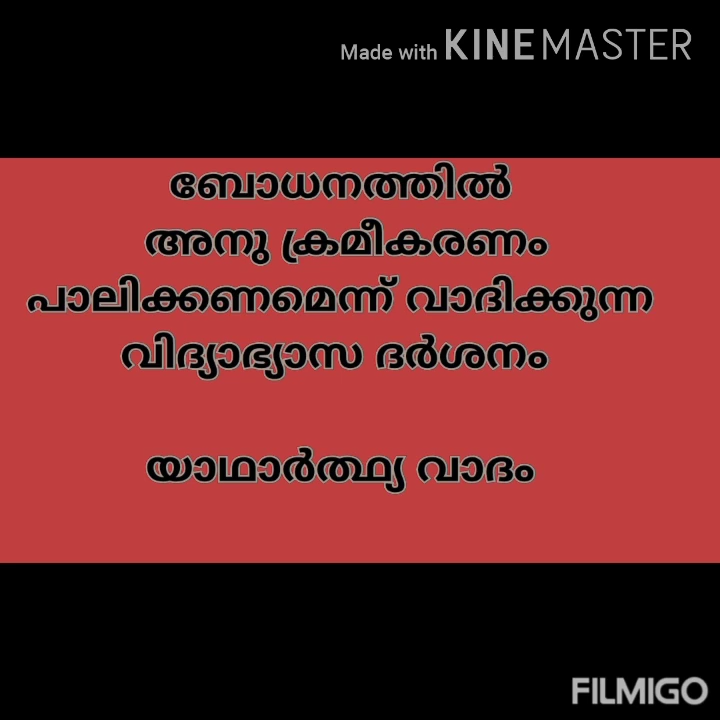 Made with KINEMASTER
ബോധനത്തിൽ
അനു ക്രമീകരണം
പാലിക്കണമെന്ന് വാദിക്കുന്ന
വിദ്യാഭ്യാസ ദർശനം
യാഥാർത്ഥ്യ വാദം
FILMIGO